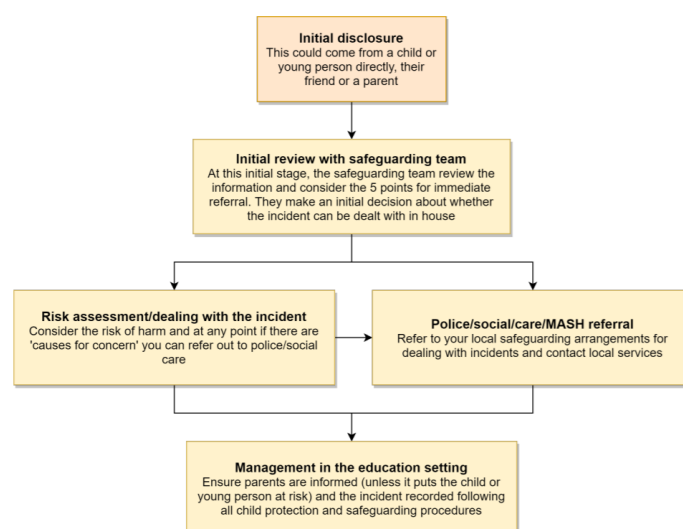 Initial disclosure
This could come from a child or
young person directly, their
friend or a parent
Initial review with safeguarding team
At this initial stage, the safeguarding team review the
information and consider the 5 points for immediate
referral. They make an initial decision about whether
the incident can be dealt with in house
Risk assessment/dealing with the incident
Consider the risk of harm and at any point if there are
'causes for concern' you can refer out to police/social
care
Police/social/care/MASH referral
Refer to your local safeguarding arrangements for
dealing with incidents and contact local services
Management in the education setting
Ensure parents are informed (unless it puts the child or
young person at risk) and the incident recorded following
all child protection and safeguarding procedures